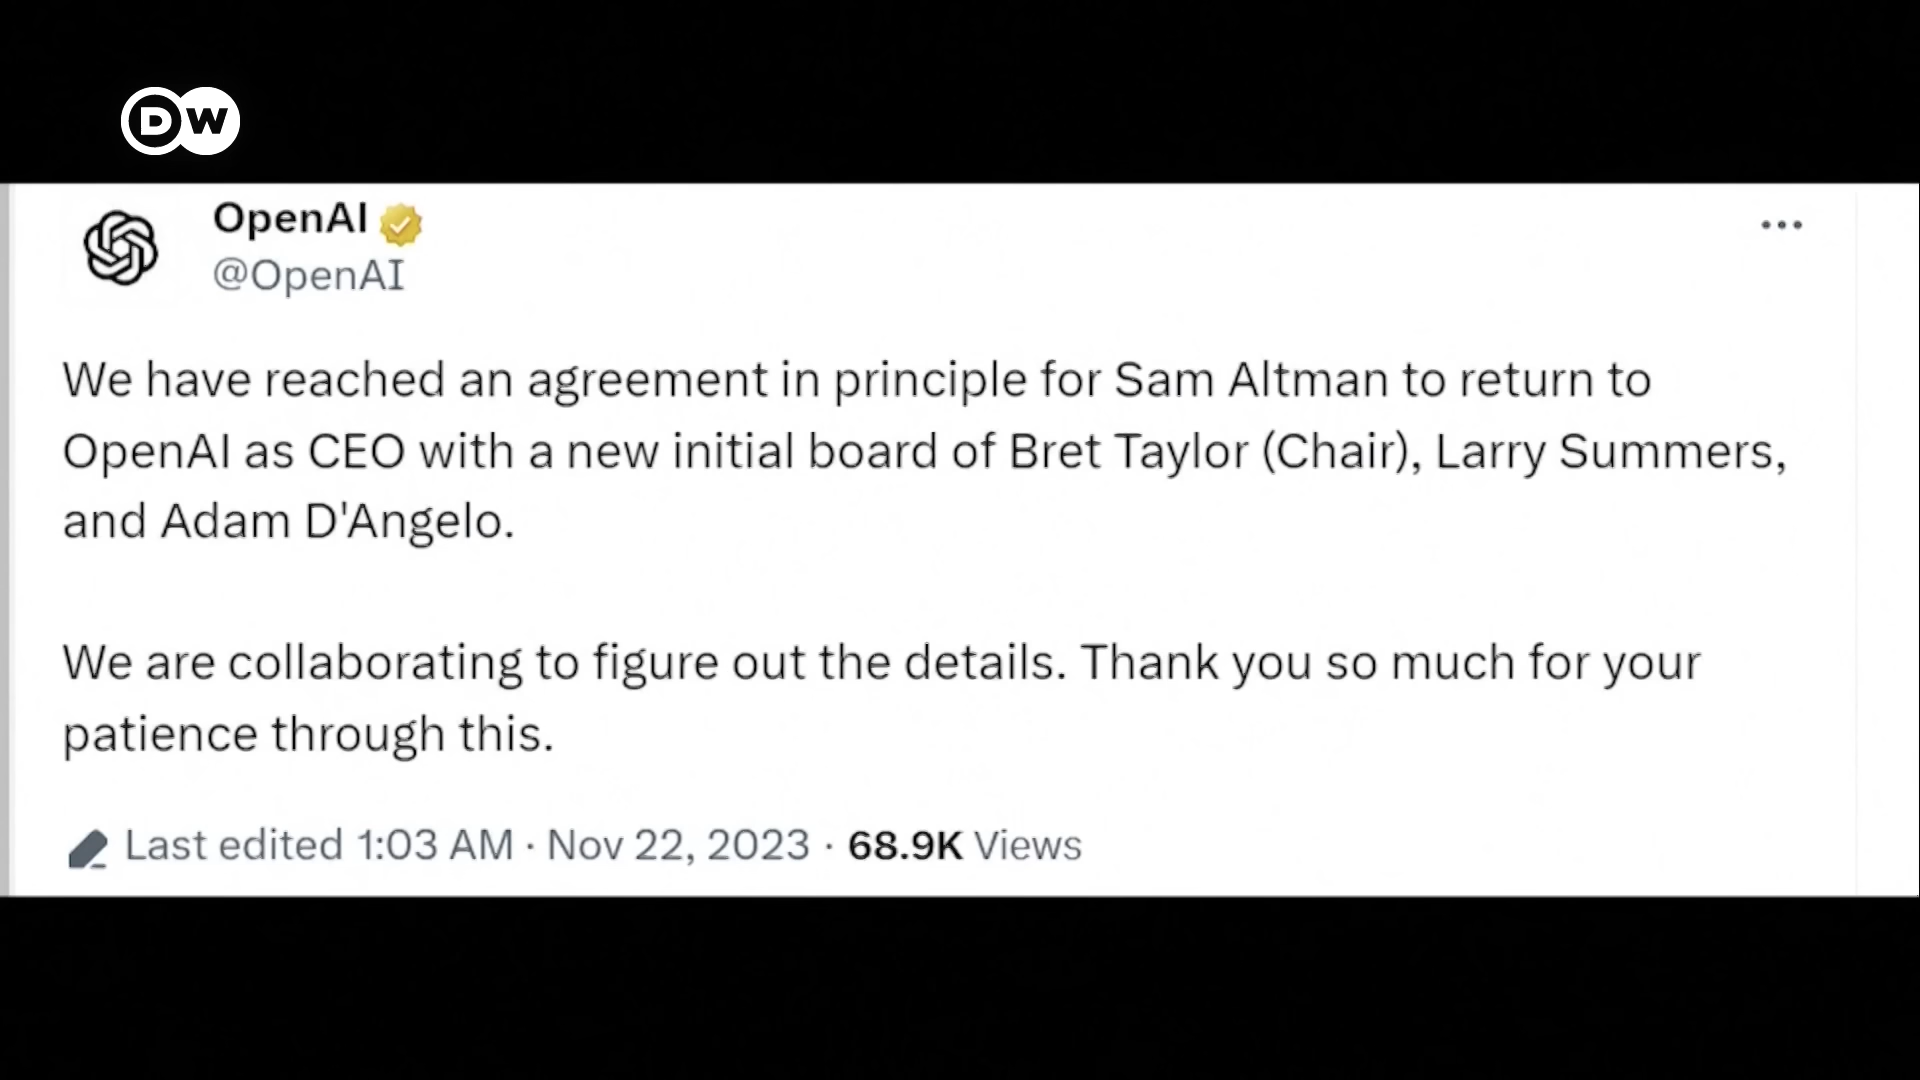 DW
OpenAI
@OpenAI
We have reached an agreement in principle for Sam Altman to return to
OpenAI as CEO with a new initial board of Bret Taylor (Chair), Larry Summers,
and Adam D'Angelo.
We are collaborating to figure out the details. Thank you so much for your
patience through this.
Last edited 1:03 AM · Nov 22, 2023 · 68.9K Views